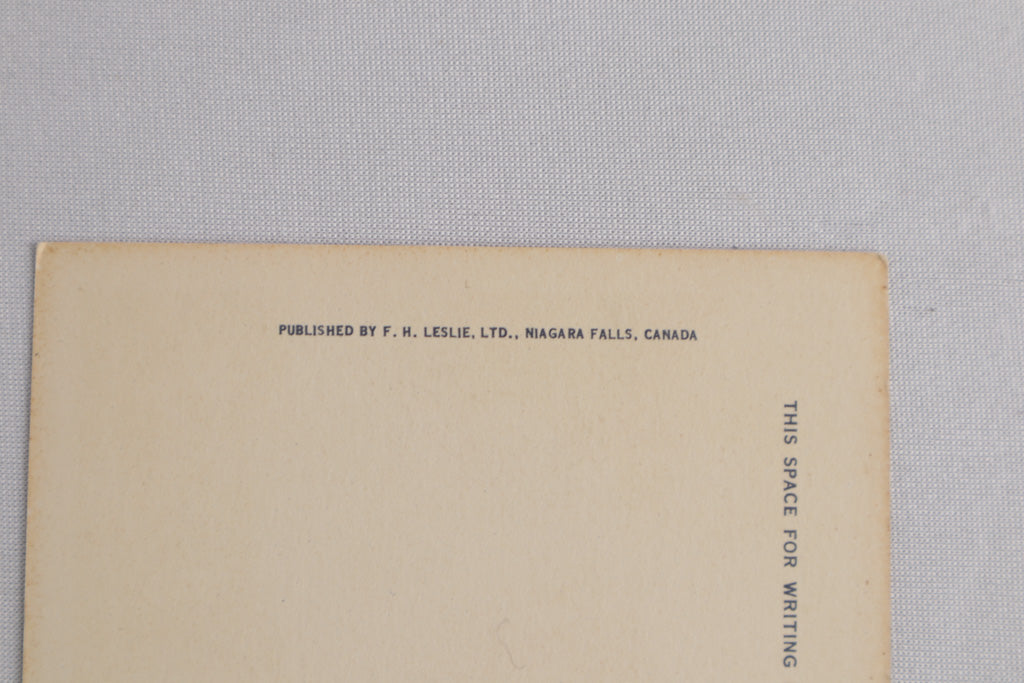 PUBLISHED BY F. H. LESLIE, LTD., NIAGARA FALLS, CANADA
THIS SPACE FOR WRITING